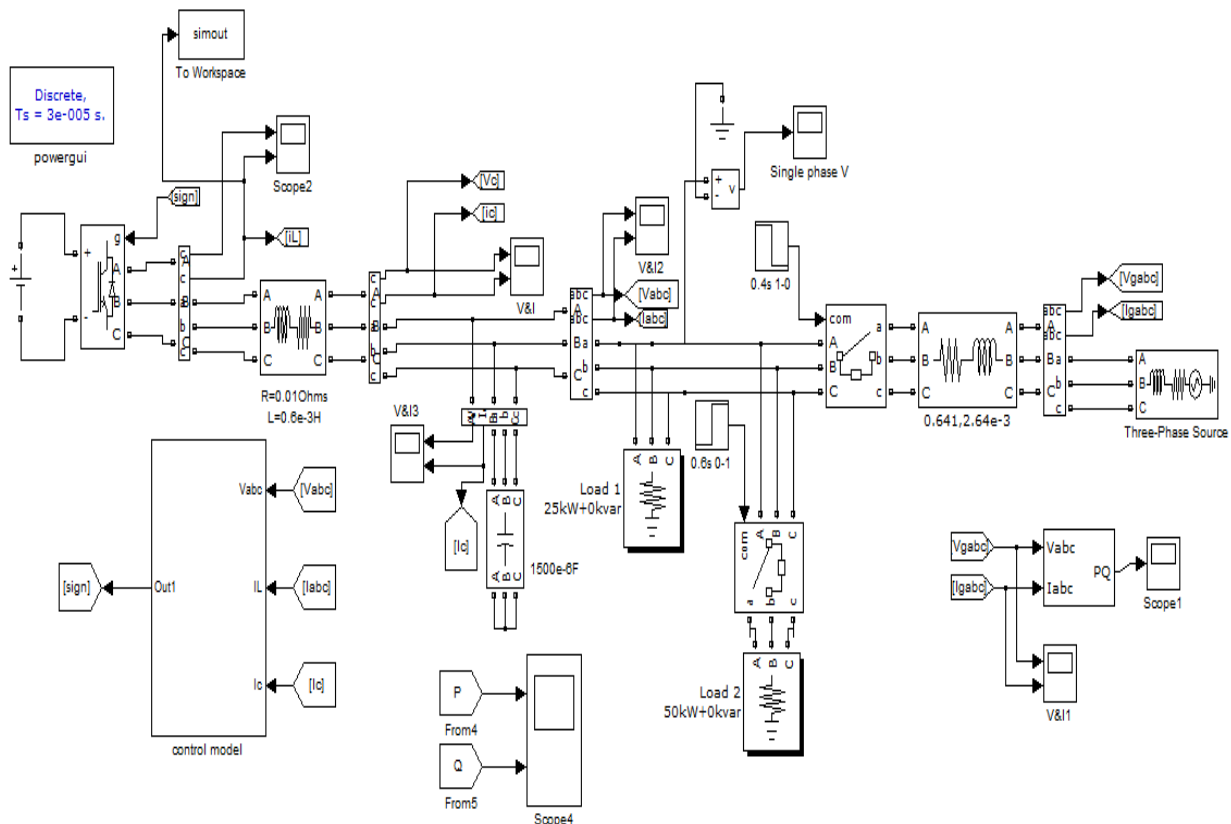 simout
To Workspace
Discrete,
Ts = 3e-005 s.
powergui
Scope2
[sign]
[iL]
g
+
-
A
B
C
A
B
C
A
B
C
R=0.01Ohms
L=0.6e-3H
[Vc]
[ic]
V&I
V&I2
[Vabc]
[Iabc]
Single phase V
+
-
v
0.4s 1-0
com
A
B
C
a
b
c
A
B
C
A
B
C
0.641,2.64e-3
[Vgabc]
[Igabc]
A
B
C
Three-Phase Source
V&I3
[Ic]
A
B
C
A
B
C
1500e-6F
A
B
C
Load 1
25kW+0kvar
0.6s 0-1
com
A
B
C
a
b
c
A
B
C
Load 2
50kW+0kvar
[sign]
Out1
Vabc
IL
Ic
[Vabc]
[Iabc]
[Ic]
control model
P
From4
Q
From5
Scope4
[Vgabc]
[Igabc]
Vabc
Iabc
PQ
Scope1
V&I1